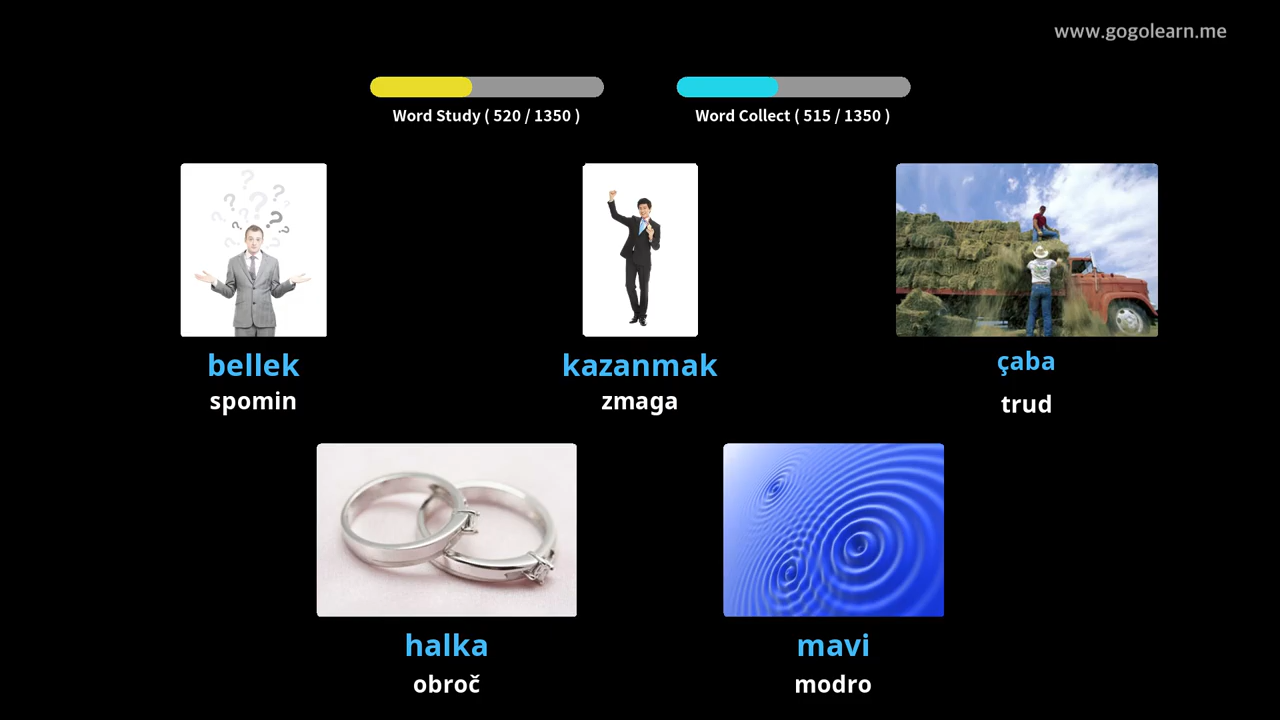 www.gogolearn.me
Word Study ( 520 / 1350 )
Word Collect ( 515 / 1350 )
bellek
spomin
kazanmak
zmaga
çaba
trud
halka
obroč
mavi
modro